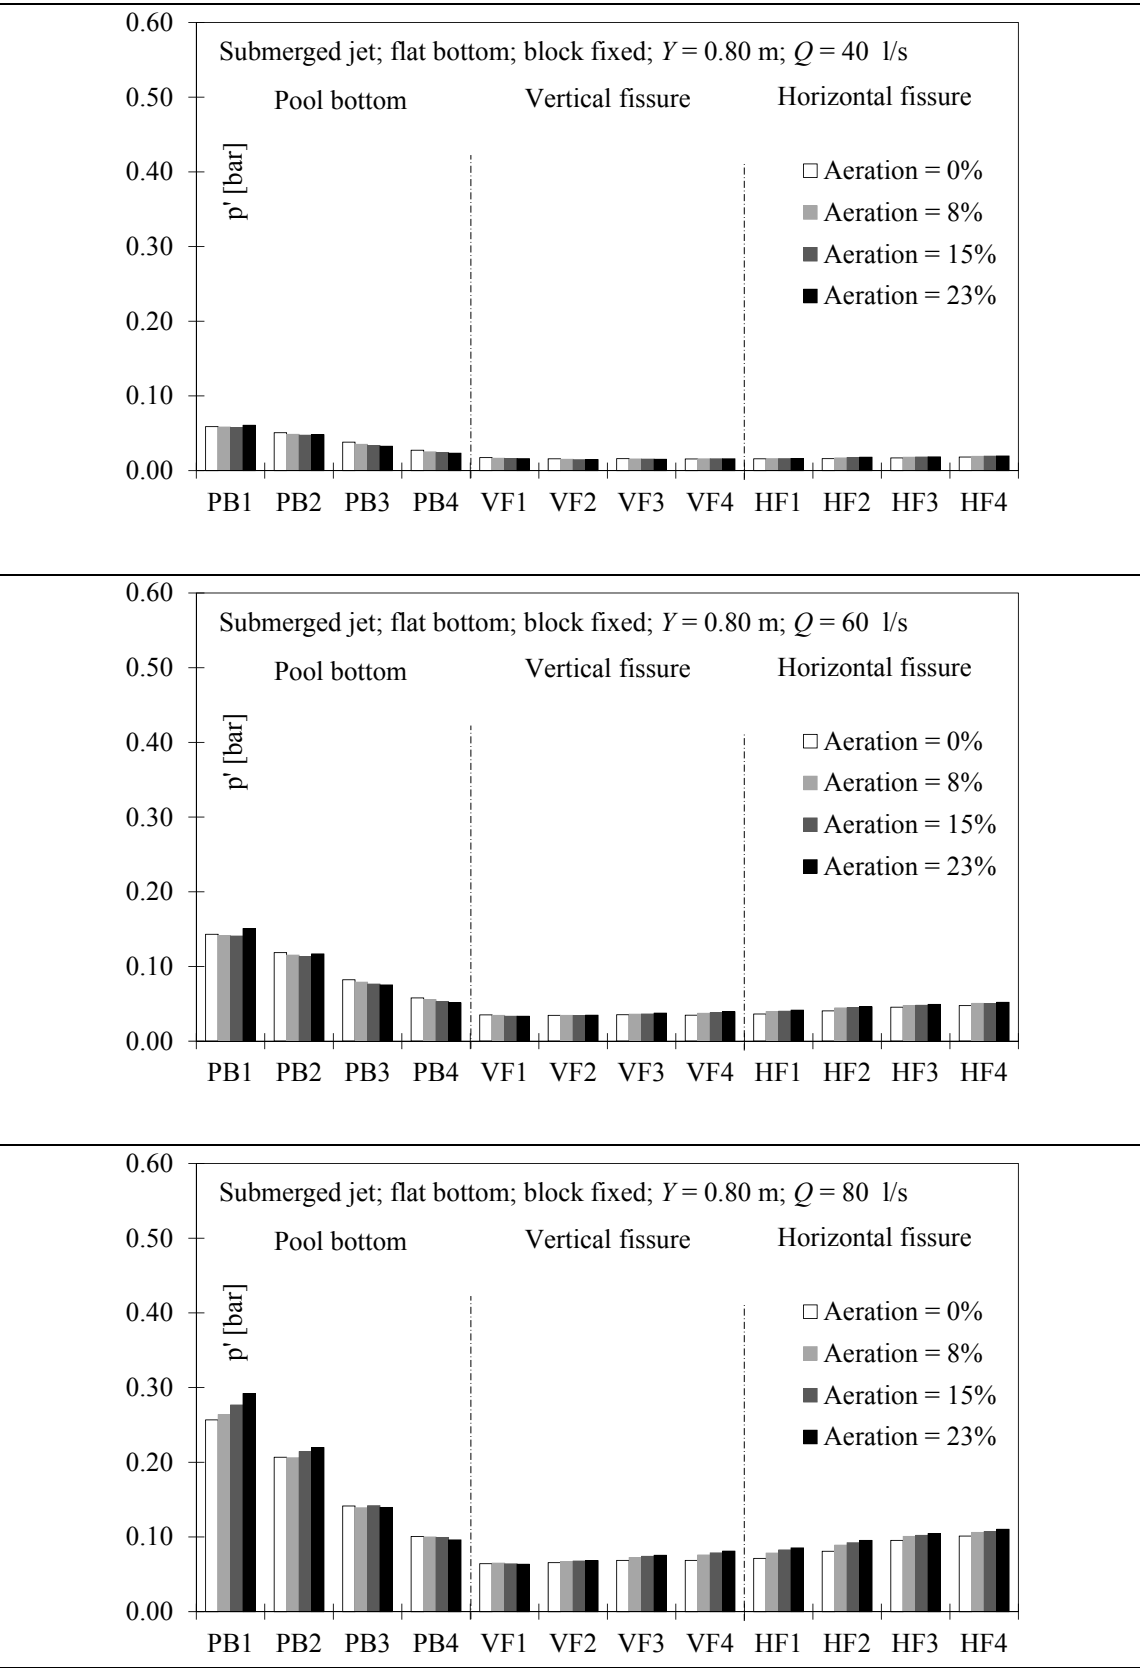 0.60
Submerged jet; flat bottom; block fixed; Y = 0.80 m; Q = 40 l/s
0.50
Pool bottom Vertical fissure Horizontal fissure
p' [bar]
0.40
Aeration = 0%
Aeration = 8%
0.30
Aeration = 15%
Aeration = 23%
0.20
0.10
0.00
PB1 PB2 PB3 PB4 VF1 VF2 VF3 VF4 HF1 HF2 HF3 HF4
0.60
Submerged jet; flat bottom; block fixed; Y = 0.80 m; Q = 60 l/s
0.50
Pool bottom Vertical fissure Horizontal fissure
p' [bar]
0.40
Aeration = 0%
Aeration = 8%
0.30
Aeration = 15%
Aeration = 23%
0.20
0.10
0.00
PB1 PB2 PB3 PB4 VF1 VF2 VF3 VF4 HF1 HF2 HF3 HF4
0.60
Submerged jet; flat bottom; block fixed; Y = 0.80 m; Q = 80 l/s
0.50
Pool bottom Vertical fissure Horizontal fissure
p' [bar]
0.40
Aeration = 0%
Aeration = 8%
0.30
Aeration = 15%
Aeration = 23%
0.20
0.10
0.00
PB1 PB2 PB3 PB4 VF1 VF2 VF3 VF4 HF1 HF2 HF3 HF4